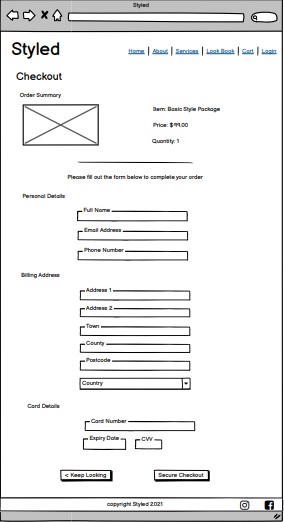 Styled
Styled
Home | About | Services | Look Book | Cart | Login
Checkout
Order Summary
Item: Basic Style Package
Price: $99.00
Quantity: 1
Please fill out the form below to complete your order
Personal Details
Full Name
Email Address
Phone Number
Billing Address
Address 1
Address 2
Town
County
Postcode
Country
Card Details
Card Number
Expiry Date CVV
< Keep Looking Secure Checkout
copyright Styled 2021